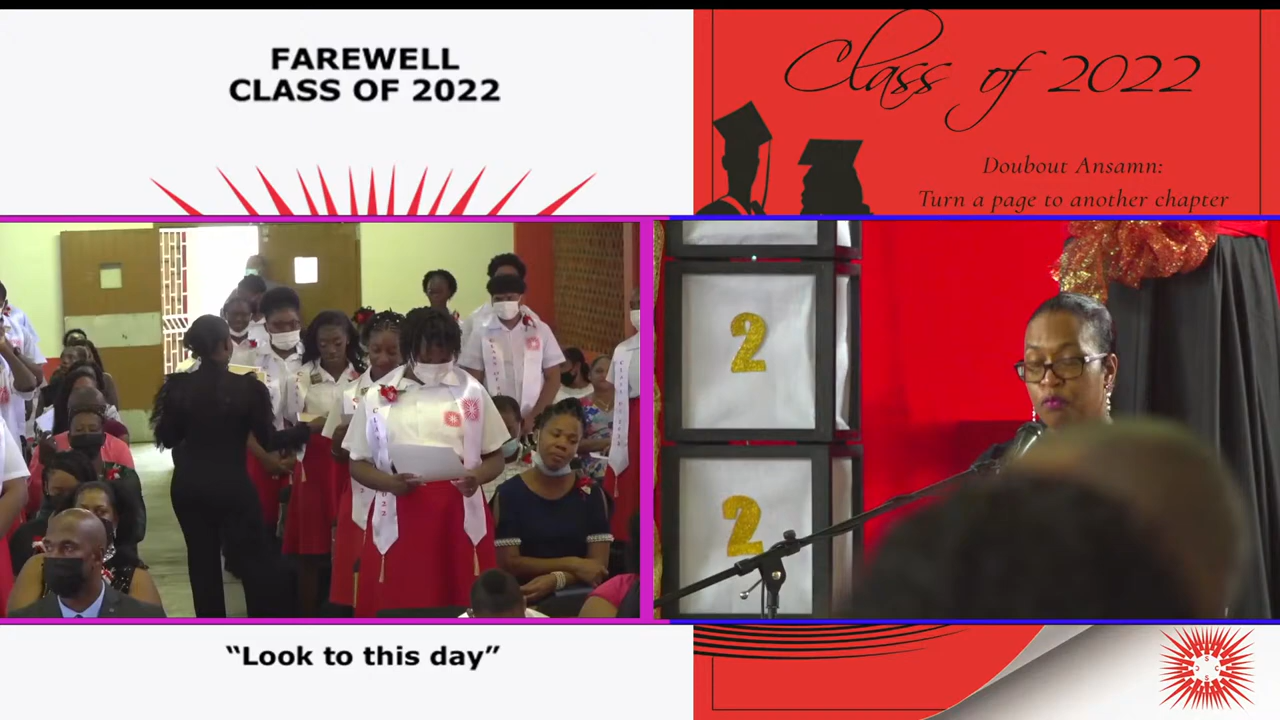 FAREWELL
CLASS OF 2022
Class of 2022
Doubout Ansamn:
Turn a page to another chapter
2
2
"Look to this day"